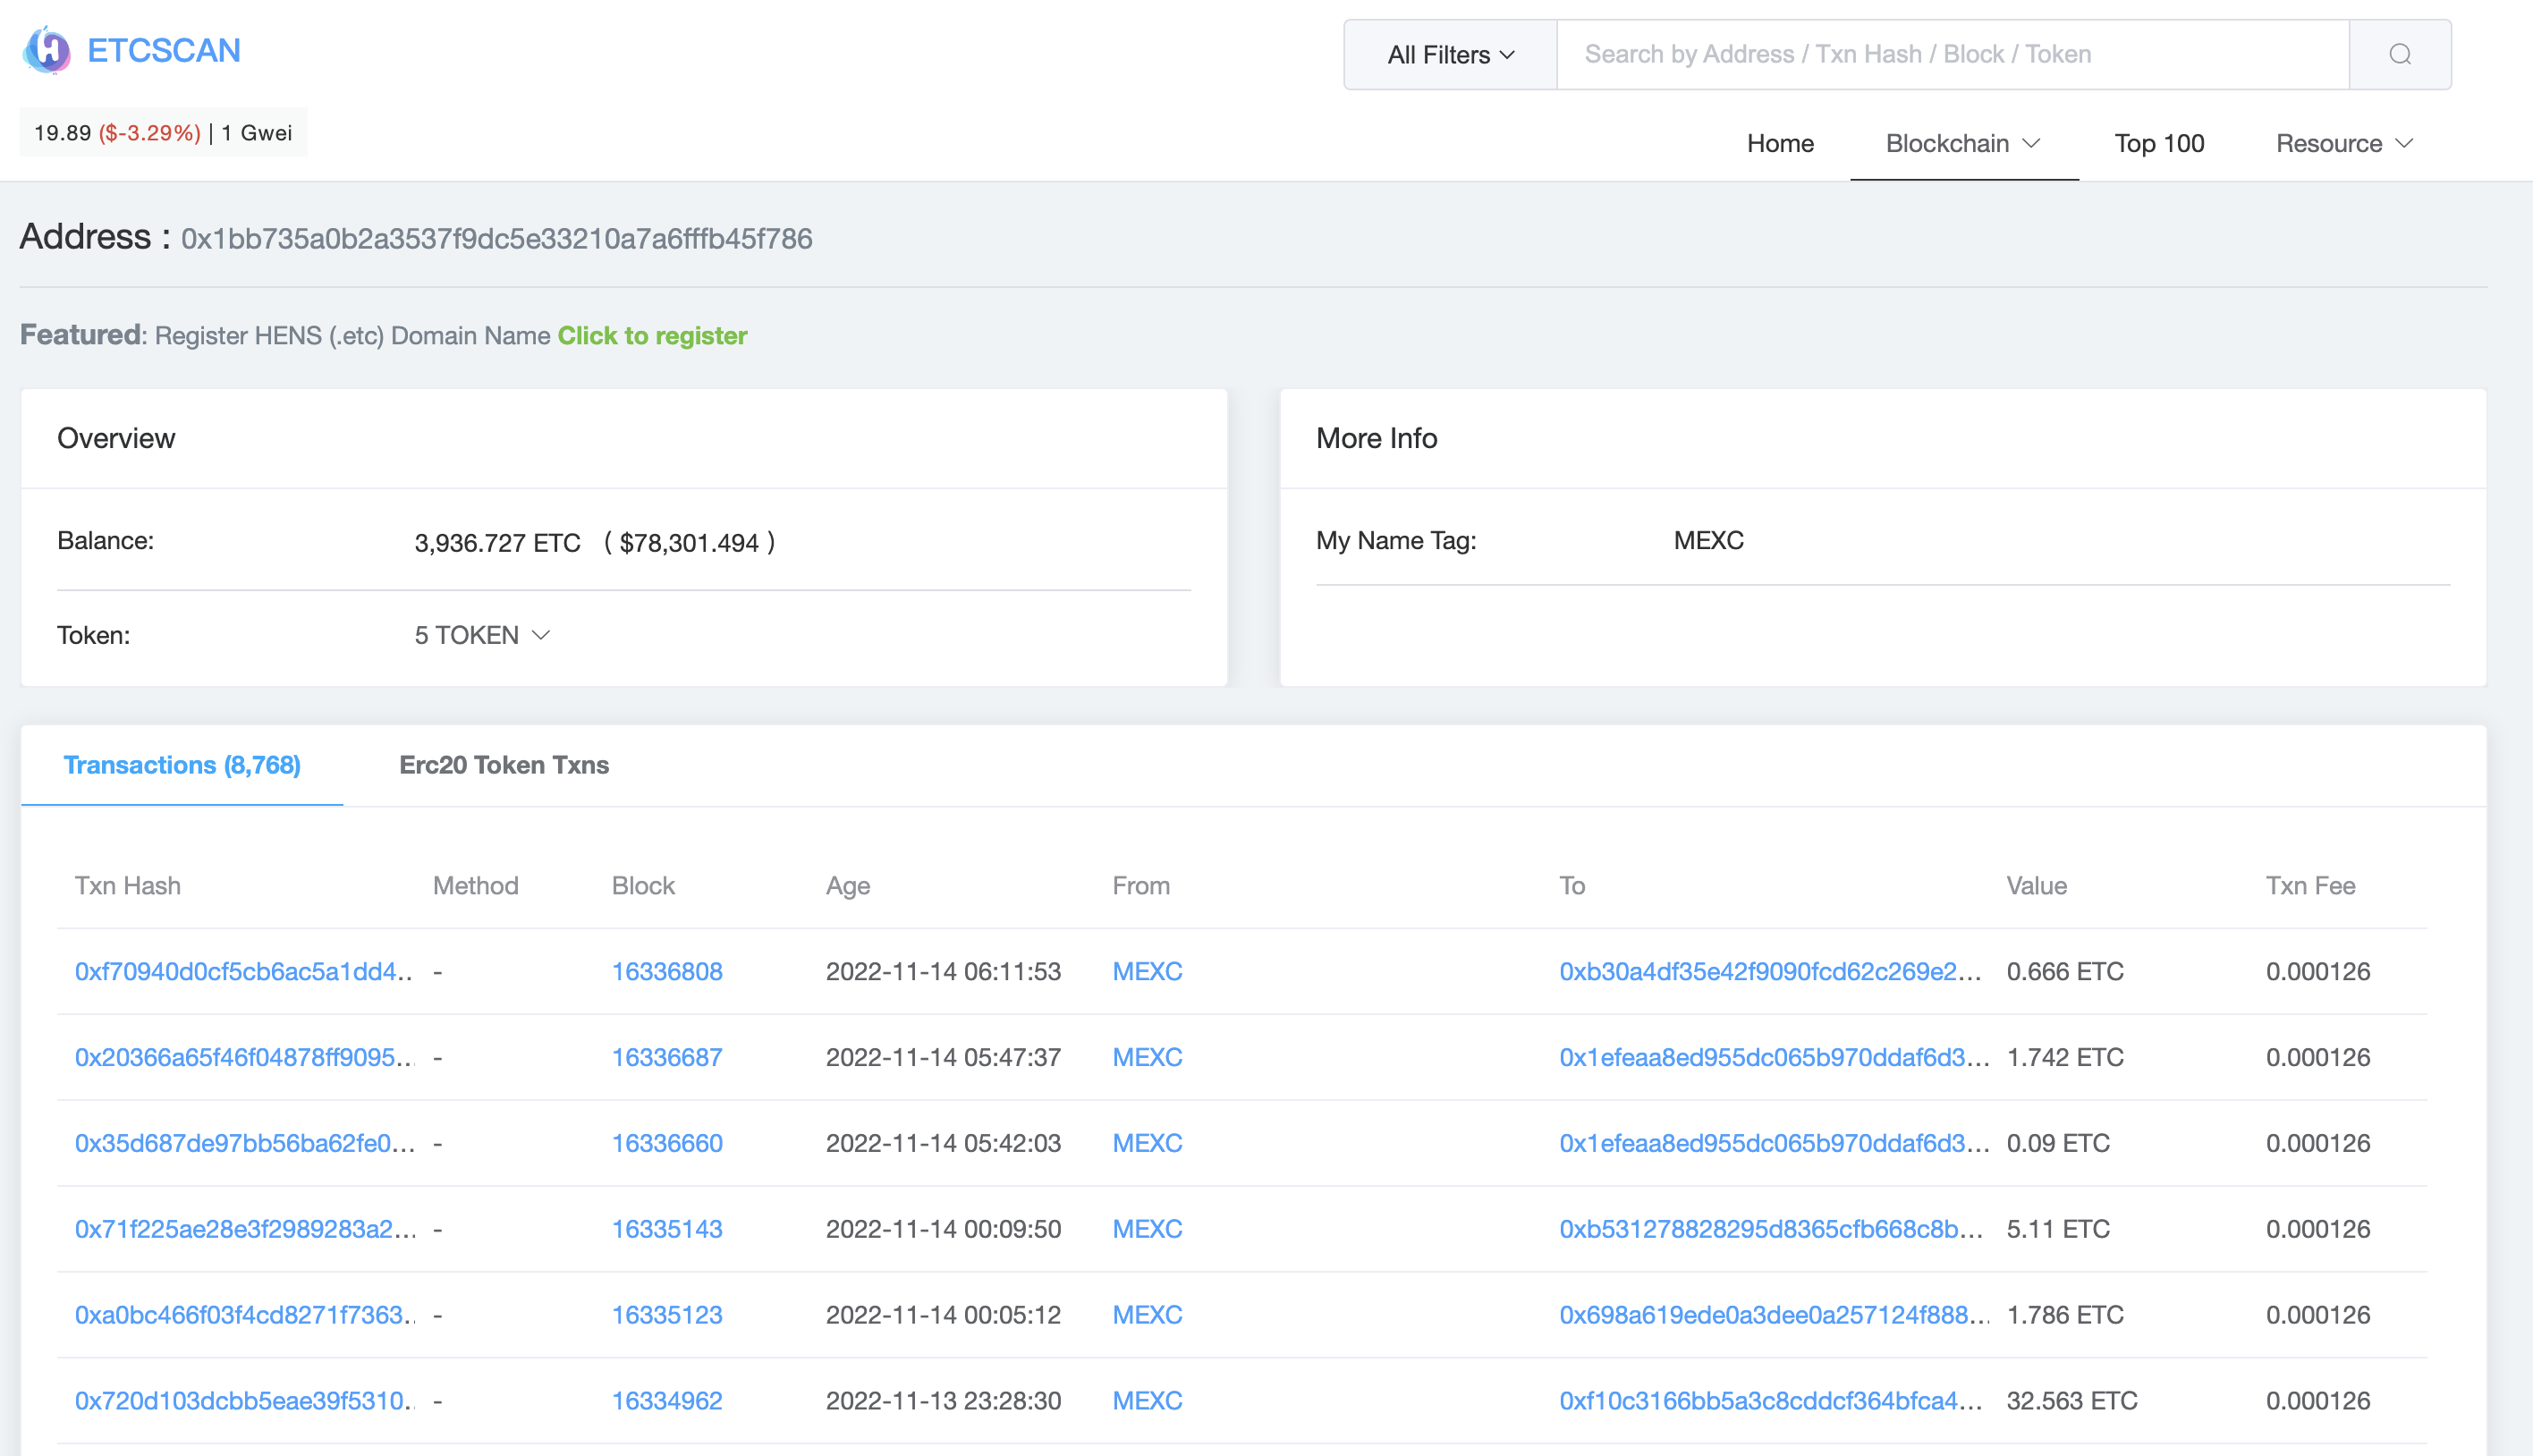 ETCSCAN
All Filters
Search by Address / Txn Hash / Block / Token
19.89 ($-3.29%) | 1 Gwei
Home Blockchain Top 100 Resource
Address : 0x1bb735a0b2a3537f9dc5e33210a7a6fffb45f786
Featured: Register HENS (.etc) Domain Name Click to register
Overview
Balance: 3,936.727 ETC ( $78,301.494 )
Token: 5 TOKEN
More Info
My Name Tag: MEXC
Transactions (8,768) Erc20 Token Txns
Txn Hash Method Block Age From To Value Txn Fee
0xf70940d0cf5cb6ac5a1dd4.. - 16336808 2022-11-14 06:11:53 MEXC 0xb30a4df35e42f9090fcd62c269e2... 0.666 ETC 0.000126
0x20366a65f46f04878ff9095... - 16336687 2022-11-14 05:47:37 MEXC 0x1efeaa8ed955dc065b970ddaf6d3... 1.742 ETC 0.000126
0x35d687de97bb56ba62fe0... - 16336660 2022-11-14 05:42:03 MEXC 0x1efeaa8ed955dc065b970ddaf6d3... 0.09 ETC 0.000126
0x71f225ae28e3f2989283a2... - 16335143 2022-11-14 00:09:50 MEXC 0xb531278828295d8365cfb668c8b... 5.11 ETC 0.000126
0xa0bc466f03f4cd8271f7363.. - 16335123 2022-11-14 00:05:12 MEXC 0x698a619ede0a3dee0a257124f888... 1.786 ETC 0.000126
0x720d103dcbb5eae39f5310.. - 16334962 2022-11-13 23:28:30 MEXC 0xf10c3166bb5a3c8cddcf364bfca4... 32.563 ETC 0.000126